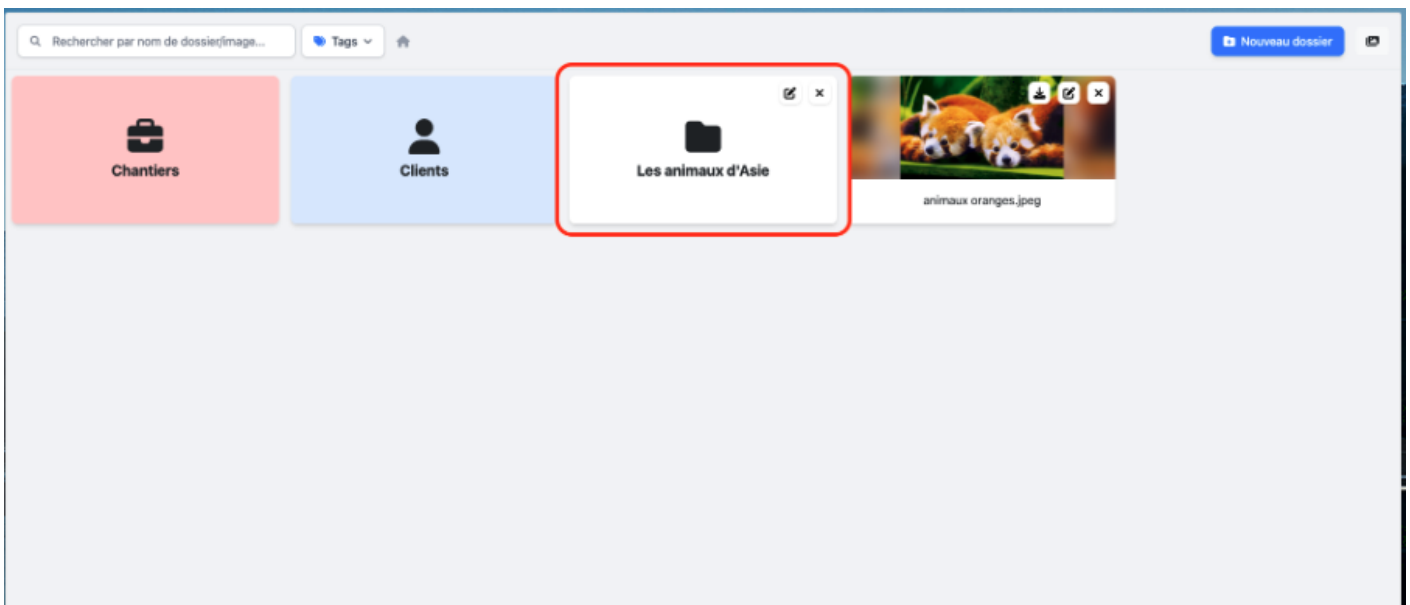 Rechercher par nom de dossier/image...
Tags
Nouveau dossier
Chantiers
Clients
Les animaux d'Asie
animaux oranges.jpeg